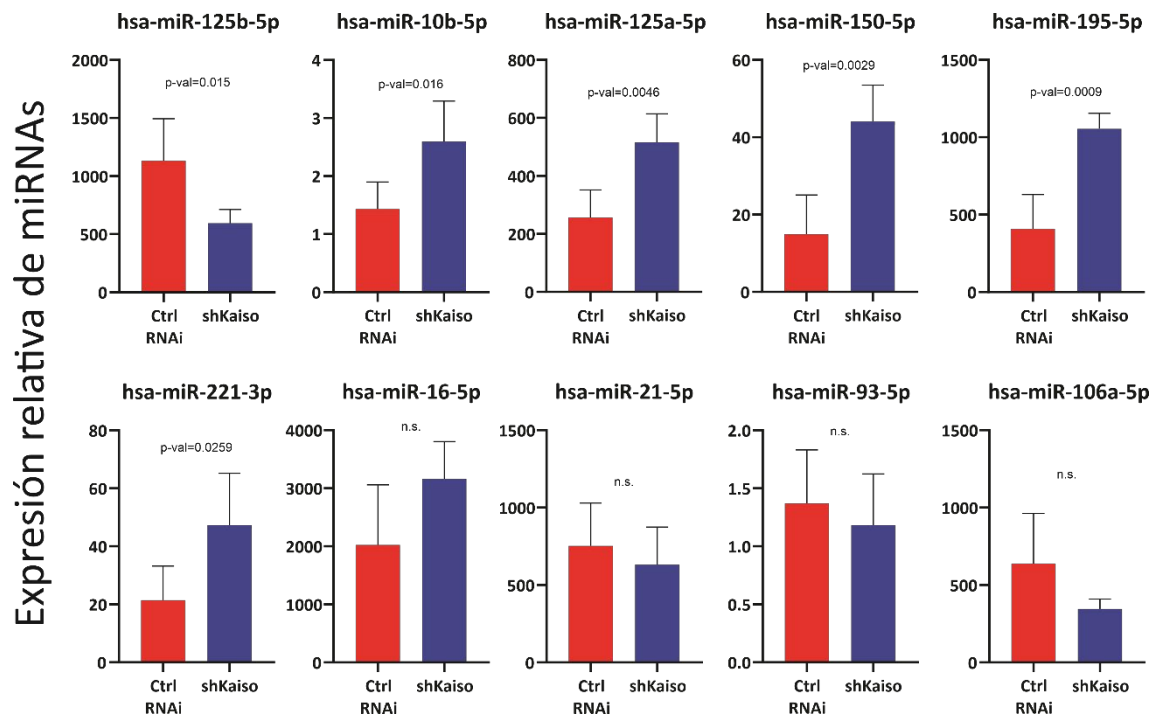 Expresión relativa de miRNAs
hsa-miR-125b-5p
p-val=0.015
2000
1500
1000
500
0
Ctrl
RNAi
shKaiso
hsa-miR-10b-5p
p-val=0.016
4
3
2
1
0
Ctrl
RNAi
shKaiso
hsa-miR-125a-5p
p-val=0.0046
800
600
400
200
0
Ctrl
RNAi
shKaiso
hsa-miR-150-5p
p-val=0.0029
60
40
20
0
Ctrl
RNAi
shKaiso
hsa-miR-195-5p
p-val=0.0009
1500
1000
500
0
Ctrl
RNAi
shKaiso
hsa-miR-221-3p
p-val=0.0259
80
60
40
20
0
Ctrl
RNAi
shKaiso
hsa-miR-16-5p
n.s.
4000
3000
2000
1000
0
Ctrl
RNAi
shKaiso
hsa-miR-21-5p
n.s.
1500
1000
500
0
Ctrl
RNAi
shKaiso
hsa-miR-93-5p
n.s.
2.0
1.5
1.0
0.5
0.0
Ctrl
RNAi
shKaiso
hsa-miR-106a-5p
n.s.
1500
1000
500
0
Ctrl
RNAi
shKaiso